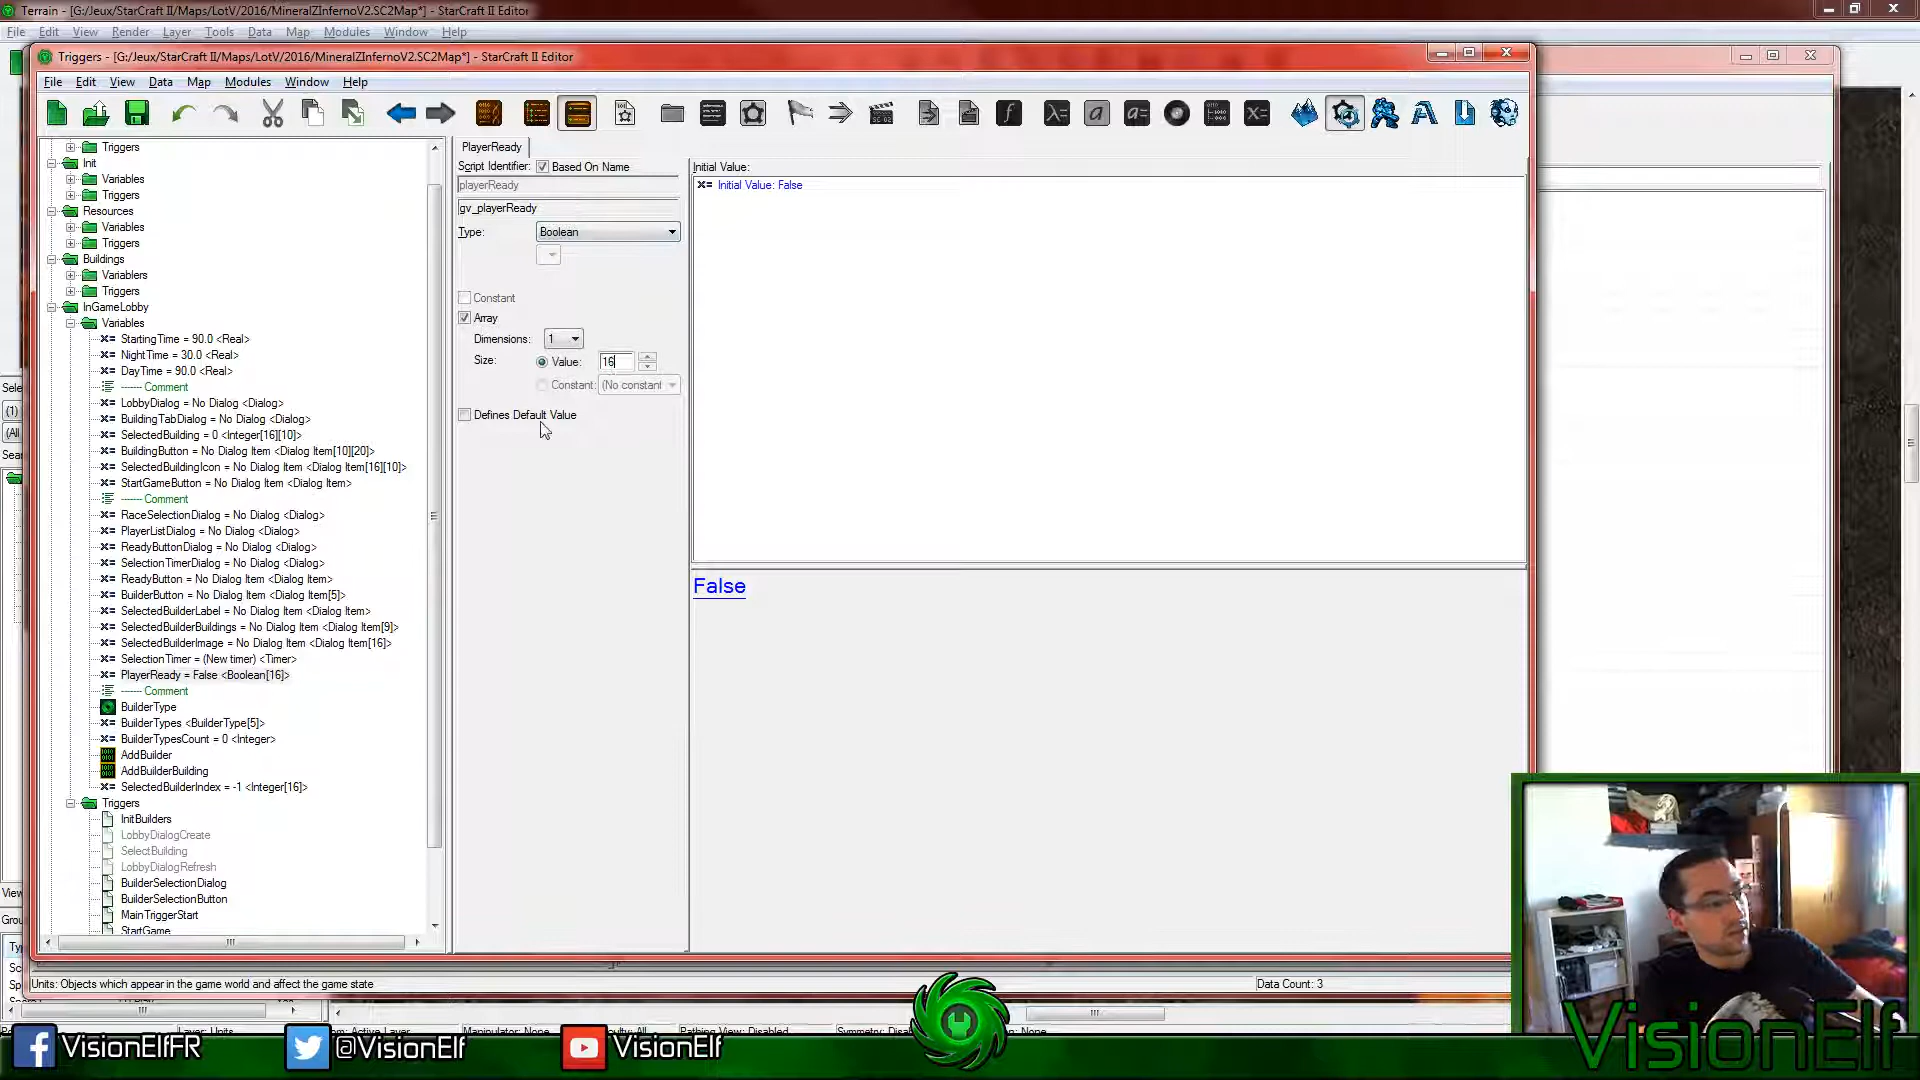 Terrain - [G:/Jeux/StarCraft II/Maps/LotV/2016/MineralZInfernoV2.SC2Map*] - StarCraft II Editor
File Edit View Render Layer Tools Data Map Modules Window Help
Triggers - [G:/Jeux/StarCraft II/Maps/LotV/2016/MineralZInfernoV2.SC2Map*] - StarCraft II Editor
File Edit View Data Map Modules Window Help
Triggers
Init
Variables
Triggers
Resources
Variables
Triggers
Buildings
Variablers
Triggers
InGameLobby
Variables
StartingTime = 90.0 <Real>
NightTime = 30.0 <Real>
DayTime = 90.0 <Real>
------- Comment
LobbyDialog = No Dialog <Dialog>
BuildingTabDialog = No Dialog <Dialog>
SelectedBuilding = 0 <Integer[16][10]>
BuildingButton = No Dialog Item <Dialog Item[10][20]>
SelectedBuildingIcon = No Dialog Item <Dialog Item[16][10]>
StartGameButton = No Dialog Item <Dialog Item>
------- Comment
RaceSelectionDialog = No Dialog <Dialog>
PlayerListDialog = No Dialog <Dialog>
ReadyButtonDialog = No Dialog <Dialog>
SelectionTimerDialog = No Dialog <Dialog>
ReadyButton = No Dialog Item <Dialog Item>
BuilderButton = No Dialog Item <Dialog Item[5]>
SelectedBuilderLabel = No Dialog Item <Dialog Item>
SelectedBuilderBuildings = No Dialog Item <Dialog Item[9]>
SelectedBuilderImage = No Dialog Item <Dialog Item[16]>
SelectionTimer = (New timer) <Timer>
PlayerReady = False <Boolean[16]>
------- Comment
BuilderType
BuilderTypes <BuilderType[5]>
BuilderTypesCount = 0 <Integer>
AddBuilder
AddBuilderBuilding
SelectedBuilderIndex = -1 <Integer[16]>
Triggers
InitBuilders
LobbyDialogCreate
SelectBuilding
LobbyDialogRefresh
BuilderSelectionDialog
BuilderSelectionButton
MainTriggerStart
StartGame
PlayerReady
Script Identifier: Based On Name
playerReady
gv_playerReady
Type: Boolean
Constant
Array
Dimensions: 1
Size: Value: 16
Constant: (No constant
Defines Default Value
Initial Value:
Initial Value: False
False
Units: Objects which appear in the game world and affect the game state
Data Count: 3
VisionElfFR
@VisionElf
VisionElf
VisionElf